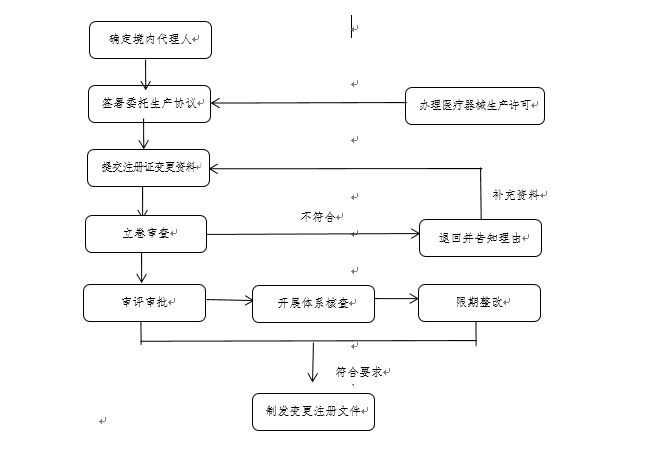 确定境内代理人
签署委托生产协议
办理医疗器械生产许可
提交注册证变更资料
补充资料
不符合
立卷审查
退回并告知理由
审评审批
开展体系核查
限期整改
符合要求
制发变更注册文件